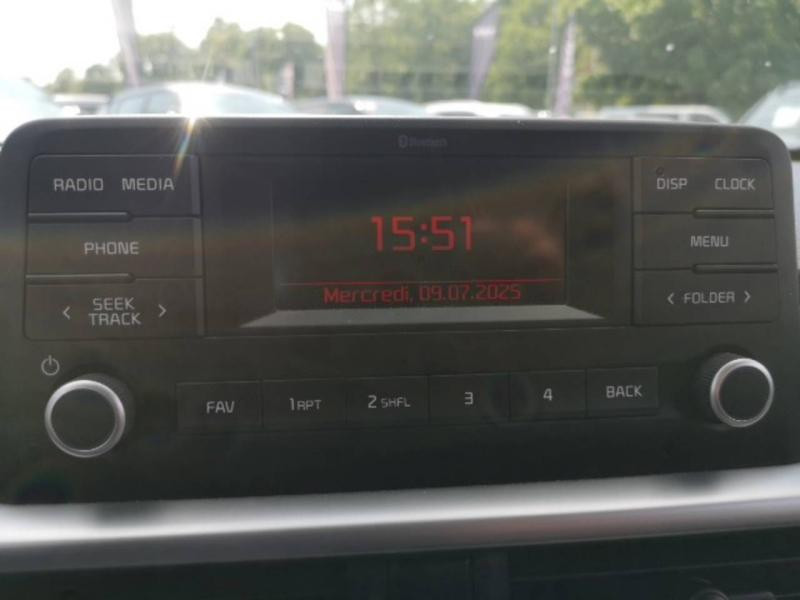 Bluetooth
RADIO MEDIA
DISP CLOCK
15:51
PHONE
MENU
Mercredi, 09.07.2025
< SEEK TRACK >
< FOLDER >
FAV
1 RPT
2 SHFL
3
4
BACK